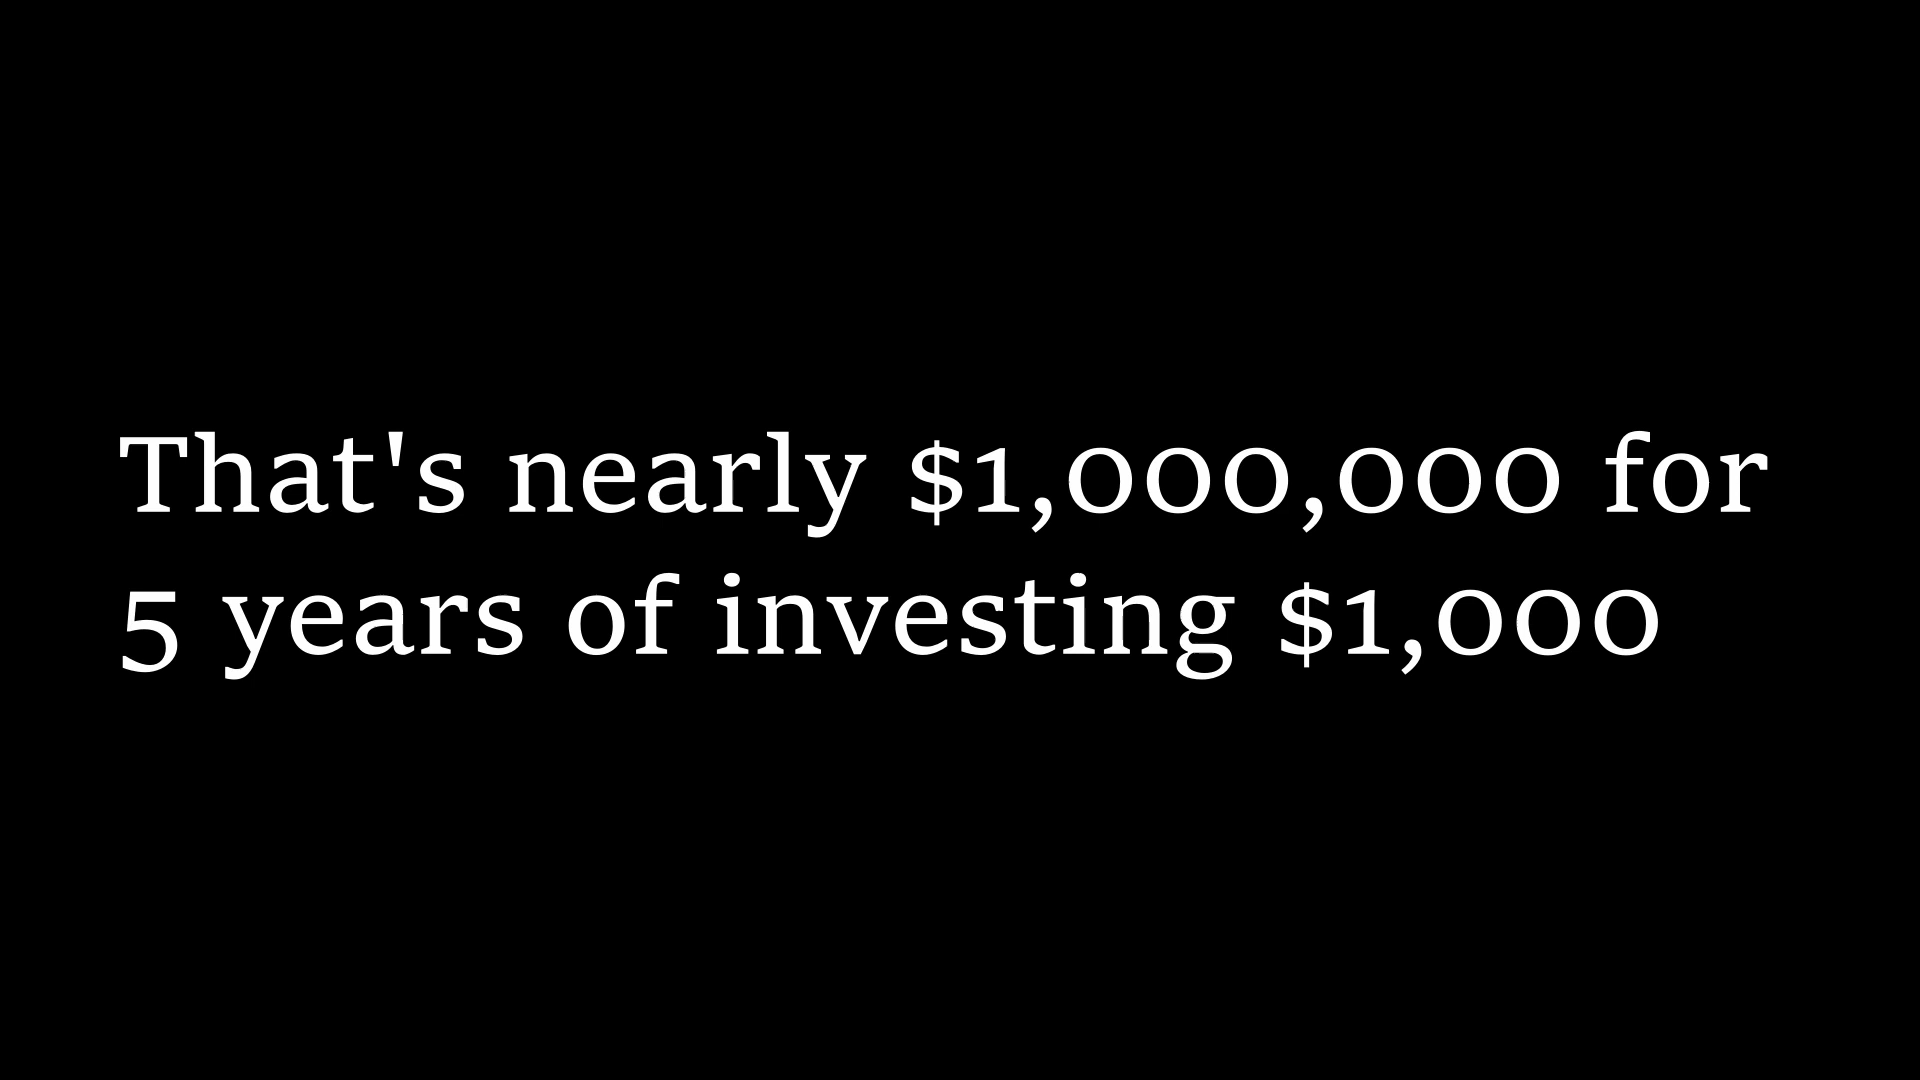 That's nearly $1,000,000 for
5 years of investing $1,000